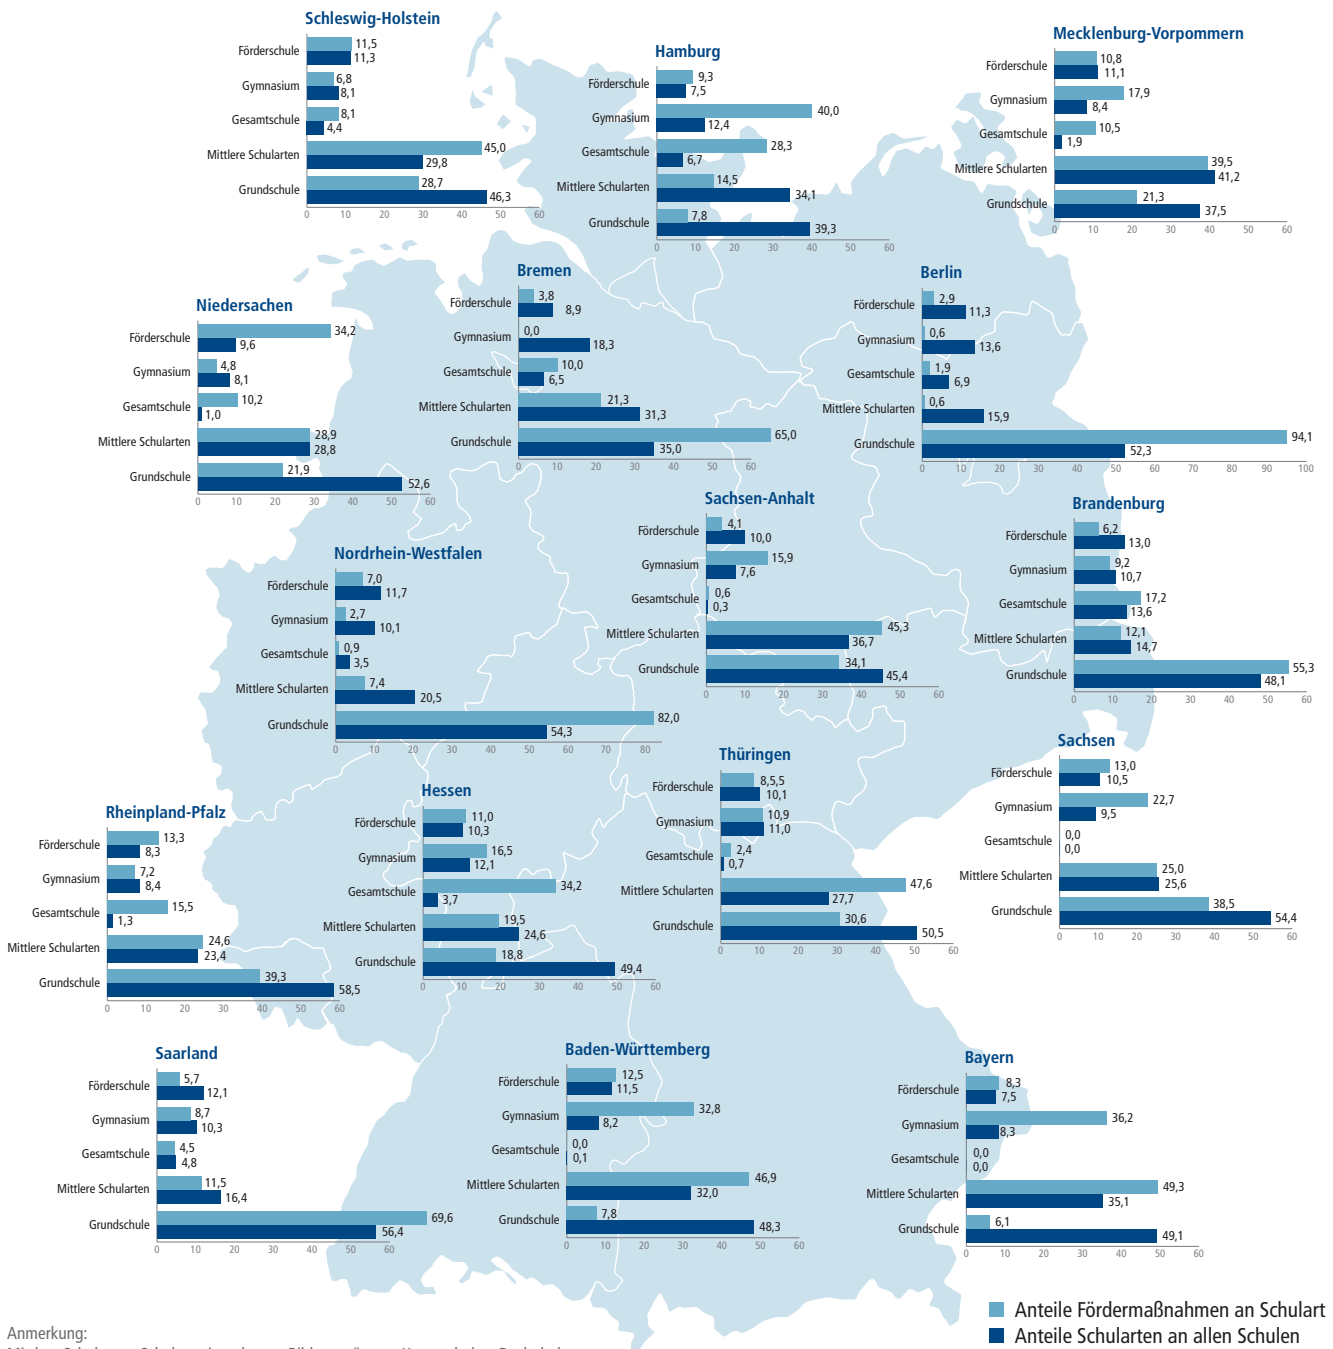 Schleswig-Holstein
Förderschule 11,5 11,3
Gymnasium 6,8 8,1
Gesamtschule 8,1 4,4
Mittlere Schularten 45,0 29,8
Grundschule 28,7 46,3
0 10 20 30 40 50 60
Hamburg
Förderschule 9,3 7,5
Gymnasium 40,0 12,4
Gesamtschule 28,3 6,7
Mittlere Schularten 14,5 34,1
Grundschule 7,8 39,3
0 10 20 30 40 50 60
Mecklenburg-Vorpommern
Förderschule 10,8 11,1
Gymnasium 17,9 8,4
Gesamtschule 10,5 1,9
Mittlere Schularten 39,5 41,2
Grundschule 21,3 37,5
0 10 20 30 40 50 60
Niedersachen
Förderschule 34,2 9,6
Gymnasium 4,8 8,1
Gesamtschule 10,2 1,0
Mittlere Schularten 28,9 28,8
Grundschule 21,9 52,6
0 10 20 30 40 50 60
Bremen
Förderschule 3,8 8,9
Gymnasium 0,0 18,3
Gesamtschule 10,0 6,5
Mittlere Schularten 21,3 31,3
Grundschule 65,0 35,0
0 10 20 30 40 50 60
Berlin
Förderschule 2,9 11,3
Gymnasium 0,6 13,6
Gesamtschule 1,9 6,9
Mittlere Schularten 0,6 15,9
Grundschule 94,1 52,3
0 10 20 30 40 50 60 70 80 90 100
Nordrhein-Westfalen
Förderschule 7,0 11,7
Gymnasium 2,7 10,1
Gesamtschule 0,9 3,5
Mittlere Schularten 7,4 20,5
Grundschule 82,0 54,3
0 10 20 30 40 50 60 70 80
Sachsen-Anhalt
Förderschule 4,1 10,0
Gymnasium 15,9 7,6
Gesamtschule 0,6 0,3
Mittlere Schularten 45,3 36,7
Grundschule 34,1 45,4
0 10 20 30 40 50 60
Brandenburg
Förderschule 6,2 13,0
Gymnasium 9,2 10,7
Gesamtschule 17,2 13,6
Mittlere Schularten 12,1 14,7
Grundschule 55,3 48,1
0 10 20 30 40 50 60
Rheinpland-Pfalz
Förderschule 13,3 8,3
Gymnasium 7,2 8,4
Gesamtschule 15,5 1,3
Mittlere Schularten 24,6 23,4
Grundschule 39,3 58,5
0 10 20 30 40 50 60
Hessen
Förderschule 11,0 10,3
Gymnasium 16,5 12,1
Gesamtschule 34,2 3,7
Mittlere Schularten 19,5 24,6
Grundschule 18,8 49,4
0 10 20 30 40 50 60
Thüringen
Förderschule 8,5,5 10,1
Gymnasium 10,9 11,0
Gesamtschule 2,4 0,7
Mittlere Schularten 47,6 27,7
Grundschule 30,6 50,5
0 10 20 30 40 50 60
Sachsen
Förderschule 13,0 10,5
Gymnasium 22,7 9,5
Gesamtschule 0,0 0,0
Mittlere Schularten 25,0 25,6
Grundschule 38,5 54,4
0 10 20 30 40 50 60
Saarland
Förderschule 5,7 12,1
Gymnasium 8,7 10,3
Gesamtschule 4,5 4,8
Mittlere Schularten 11,5 16,4
Grundschule 69,6 56,4
0 10 20 30 40 50 60
Baden-Württemberg
Förderschule 12,5 11,5
Gymnasium 32,8 8,2
Gesamtschule 0,0 0,1
Mittlere Schularten 46,9 32,0
Grundschule 7,8 48,3
0 10 20 30 40 50 60
Bayern
Förderschule 8,3 7,5
Gymnasium 36,2 8,3
Gesamtschule 0,0 0,0
Mittlere Schularten 49,3 35,1
Grundschule 6,1 49,1
0 10 20 30 40 50 60
Anteile Fördermaßnahmen an Schulart
Anteile Schularten an allen Schulen
Anmerkung: